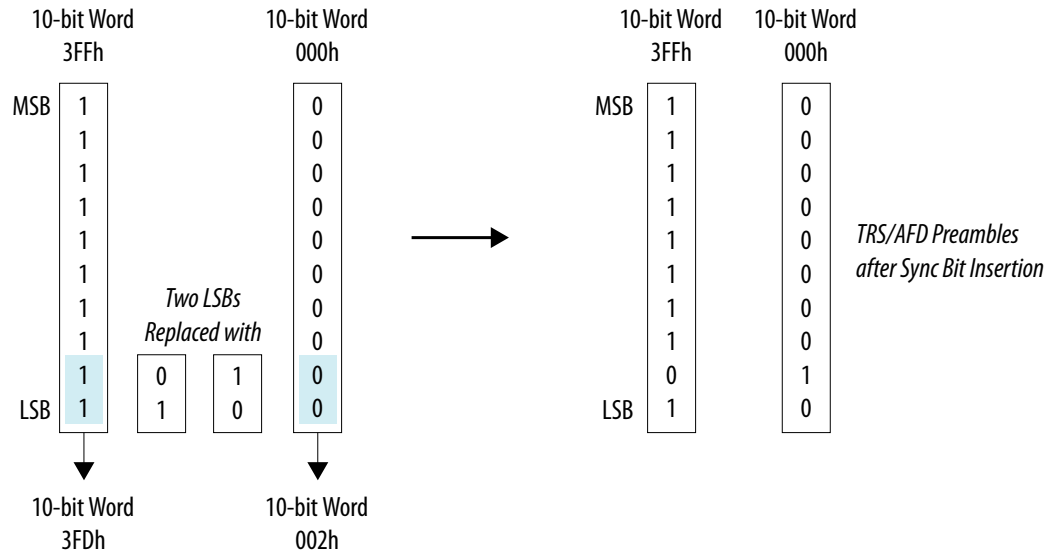 10-bit Word 10-bit Word 10-bit Word 10-bit Word
3FFh 000h 3FFh 000h
MSB 1 0 MSB 1 0
1 0 1 0
1 0 1 0
1 0 1 0
1 0 1 0 TRS/AFD Preambles
1 0 1 0 after Sync Bit Insertion
Two LSBs
1 0 1 0
Replaced with
1 0 1 0
1 0 1 0 0 1
LSB 1 1 0 0 LSB 1 0
10-bit Word 10-bit Word
3FDh 002h